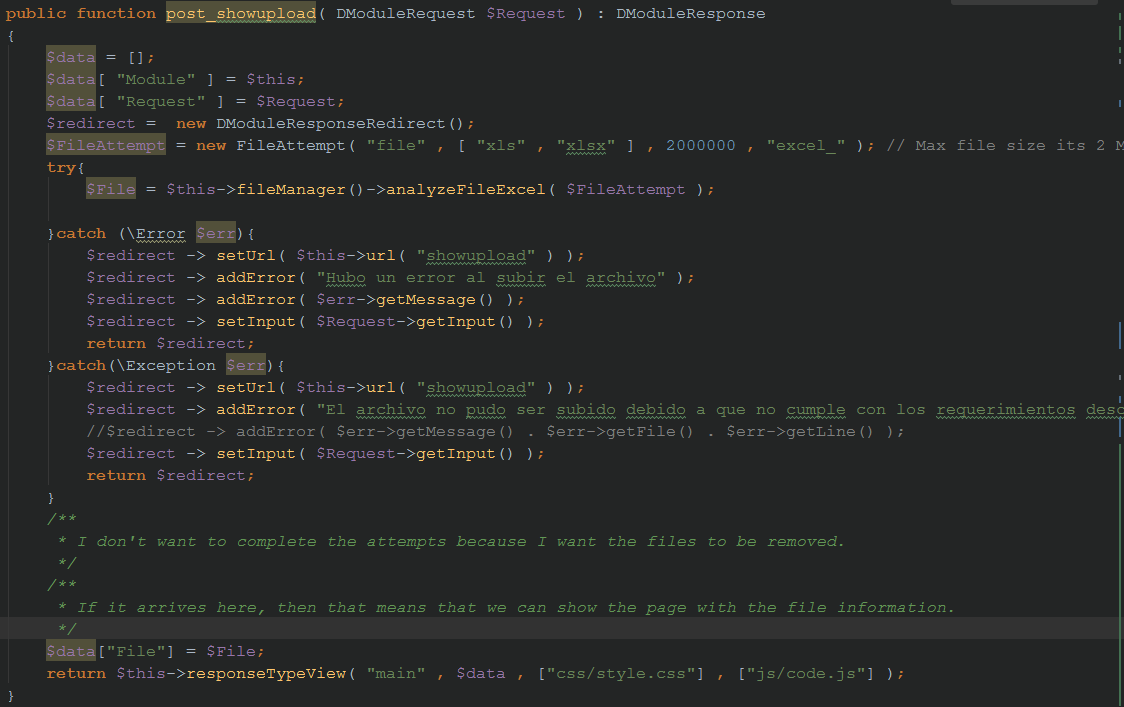 public function post_showupload( DModuleRequest $Request ) : DModuleResponse
{
$data = [];
$data[ "Module" ] = $this;
$data[ "Request" ] = $Request;
$redirect =  new DModuleResponseRedirect();
$FileAttempt = new FileAttempt( "file" , [ "xls" , "xlsx" ] , 2000000 , "excel_" ); // Max file size its 2 M
try{
$File = $this->fileManager()->analyzeFileExcel( $FileAttempt );
}catch (\Error $err){
$redirect -> setUrl( $this->url( "showupload" ) );
$redirect -> addError( "Hubo un error al subir el archivo" );
$redirect -> addError( $err->getMessage() );
$redirect -> setInput( $Request->getInput() );
return $redirect;
}catch(\Exception $err){
$redirect -> setUrl( $this->url( "showupload" ) );
$redirect -> addError( "El archivo no pudo ser subido debido a que no cumple con los requerimientos desc
//$redirect -> addError( $err->getMessage() . $err->getFile() . $err->getLine() );
$redirect -> setInput( $Request->getInput() );
return $redirect;
}
/**
* I don't want to complete the attempts because I want the files to be removed.
*/
/**
* If it arrives here, then that means that we can show the page with the file information.
*/
$data["File"] = $File;
return $this->responseTypeView( "main" , $data , ["css/style.css"] , ["js/code.js"] );
}